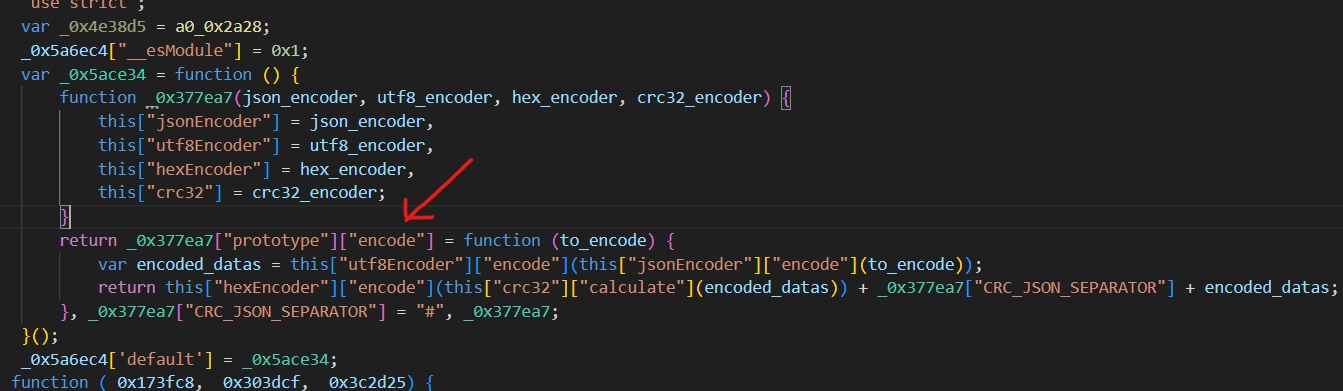 'use strict';
var _0x4e38d5 = a0_0x2a28;
_0x5a6ec4["__esModule"] = 0x1;
var _0x5ace34 = function () {
function _0x377ea7(json_encoder, utf8_encoder, hex_encoder, crc32_encoder) {
this["jsonEncoder"] = json_encoder,
this["utf8Encoder"] = utf8_encoder,
this["hexEncoder"] = hex_encoder,
this["crc32"] = crc32_encoder;
}
return _0x377ea7["prototype"]["encode"] = function (to_encode) {
var encoded_datas = this["utf8Encoder"]["encode"](this["jsonEncoder"]["encode"](to_encode));
return this["hexEncoder"]["encode"](this["crc32"]["calculate"](encoded_datas)) + _0x377ea7["CRC_JSON_SEPARATOR"] + encoded_datas;
}, _0x377ea7["CRC_JSON_SEPARATOR"] = "#", _0x377ea7;
}();
_0x5a6ec4['default'] = _0x5ace34;
function (_0x173fc8, _0x303dcf, _0x3c2d25) {